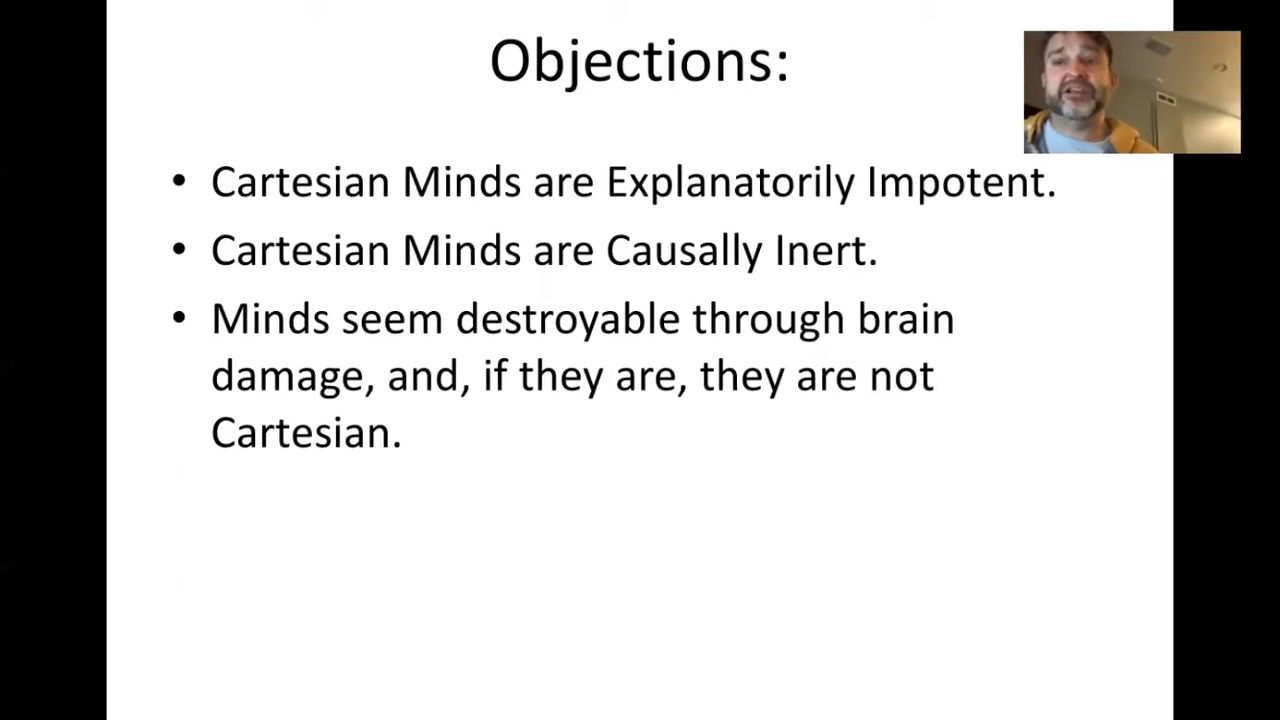 Objections:
• Cartesian Minds are Explanatorily Impotent.
• Cartesian Minds are Causally Inert.
• Minds seem destroyable through brain
damage, and, if they are, they are not
Cartesian.